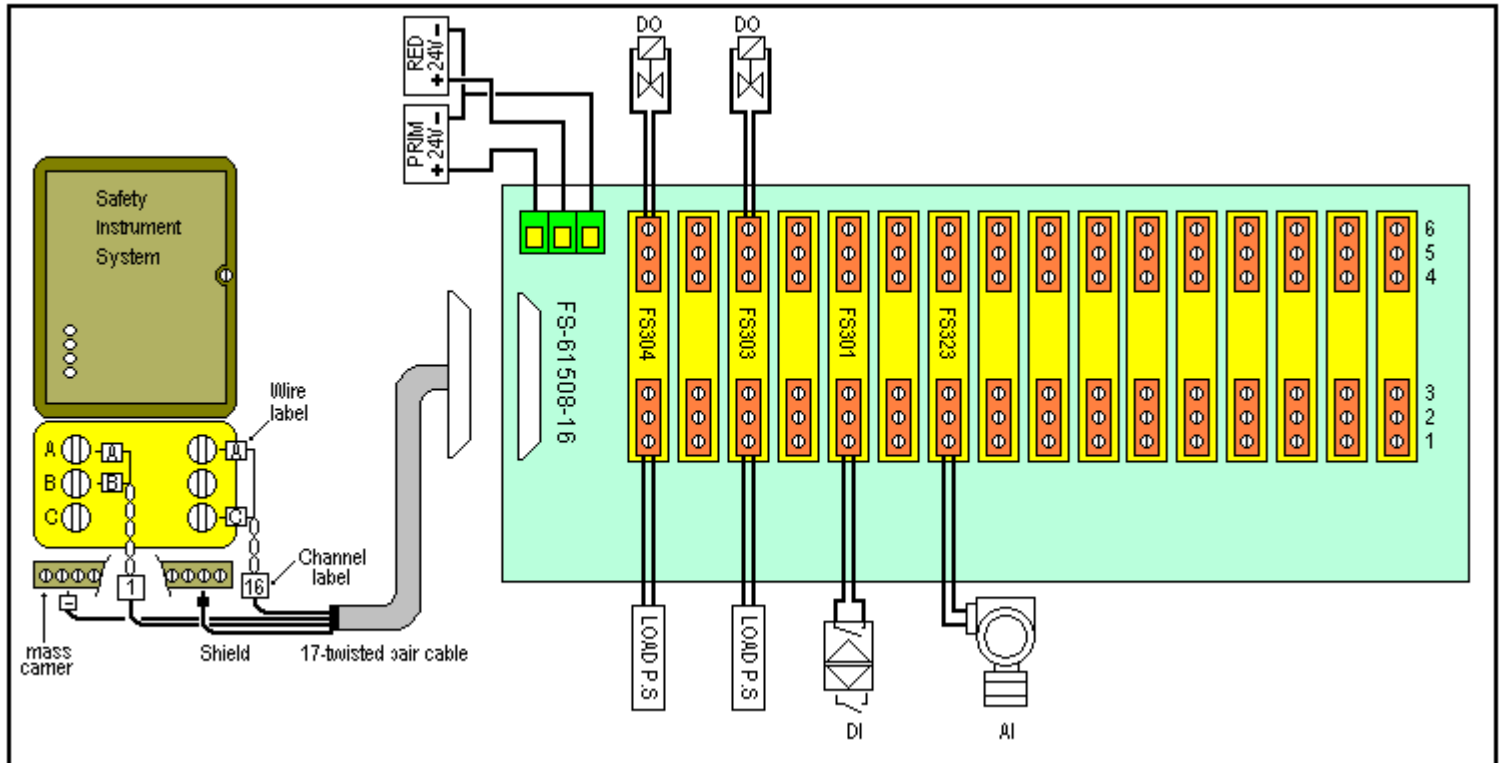 DO
DO
RED
24V
+ -
PRIM
24V
+ -
Safety
Instrument
System
Wire
label
A
B
C
A
B
A
C
1
16
Channel
label
-
mass
carrier
Shield
17-twisted pair cable
FS-61508-16
FS304
FS303
FS301
FS323
6
5
4
3
2
1
LOAD P.S
LOAD P.S
DI
AI